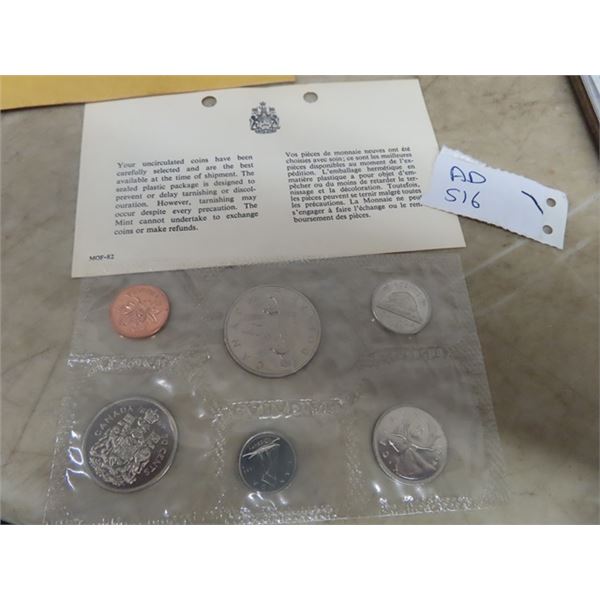 Your uncirculated coins have been
carefully selected and are the best
available at the time of shipment. The
sealed plastic package is designed to
prevent or delay tarnishing or discol-
ouration. However, tarnishing may
occur despite every precaution. The
Mint cannot undertake to exchange
coins or make refunds.
MOF-82
Vos pièces de monnaie neuves ont été
choisies avec soin; ce sont les meilleures
pièces disponibles au moment de l'ex-
pédition. L'emballage hermétique en
matière plastique a pour objet d'em-
pêcher ou du moins de retarder le ter-
nissage et la décoloration. Toutefois,
les pièces peuvent se ternir malgré toutes
les précautions. La Monnaie ne peut
s'engager à faire l'échange ou le rem-
boursement des pièces.
AD
S16
CANADA
CANADA
50 CENTS